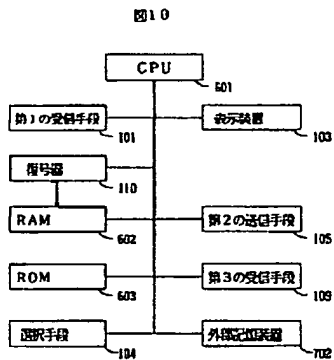 図10
CPU
601
第1の受信手段
101
表示装置
103
復号器
110
RAM
602
第2の送信手段
105
ROM
603
第3の受信手段
109
選択手段
104
外部記憶装置
102